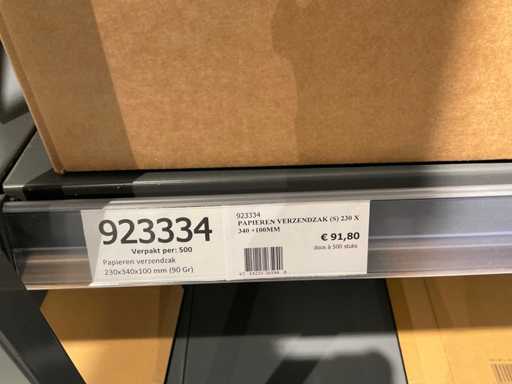 923334
Verpakt per: 500
Papieren verzendzak
230x340x100 mm (90 Gr)
923334
PAPIEREN VERZENDZAK (S) 230 X
340 +100MM
€ 91,80
doos à 500 stuks